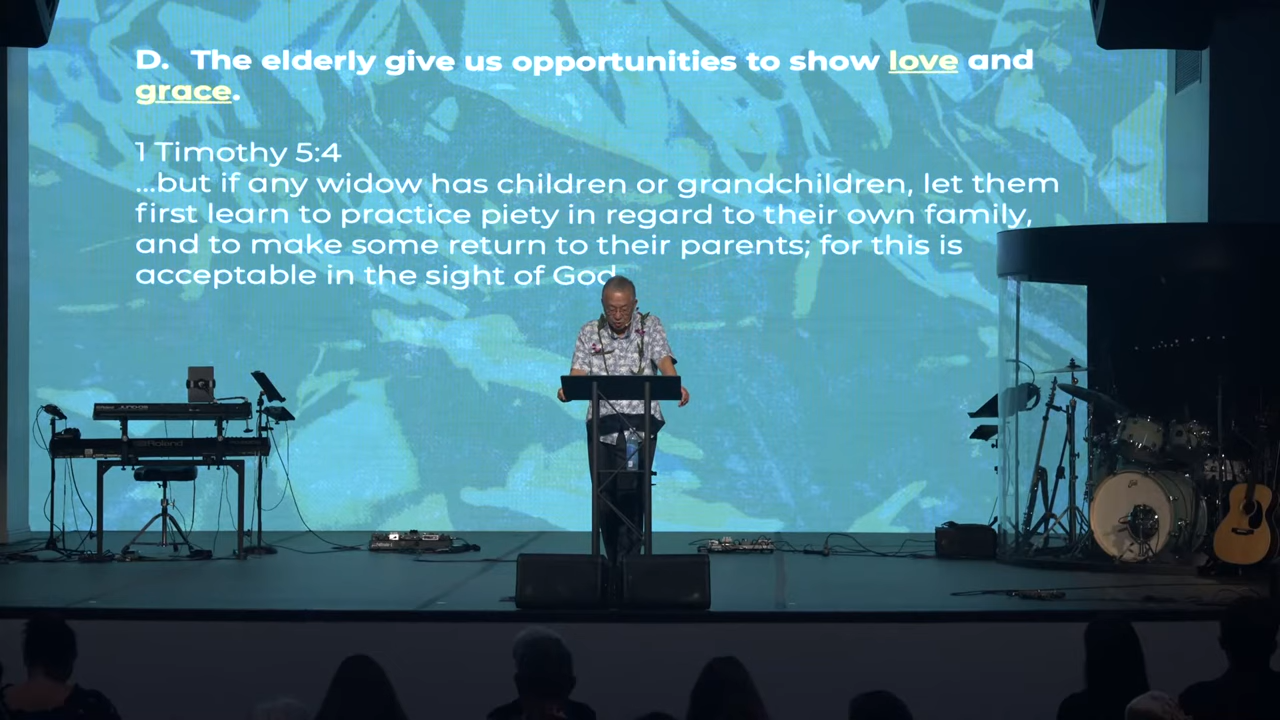 D. The elderly give us opportunities to show love and
grace.
1 Timothy 5:4
...but if any widow has children or grandchildren, let them
first learn to practice piety in regard to their own family,
and to make some return to their parents; for this is
acceptable in the sight of God
Roland